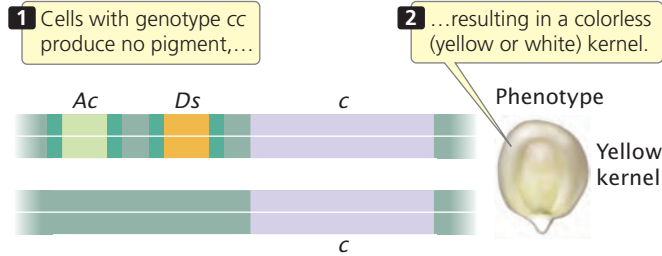 1 Cells with genotype cc
produce no pigment,…
2 …resulting in a colorless
(yellow or white) kernel.
Ac Ds c
Phenotype
Yellow
kernel
c